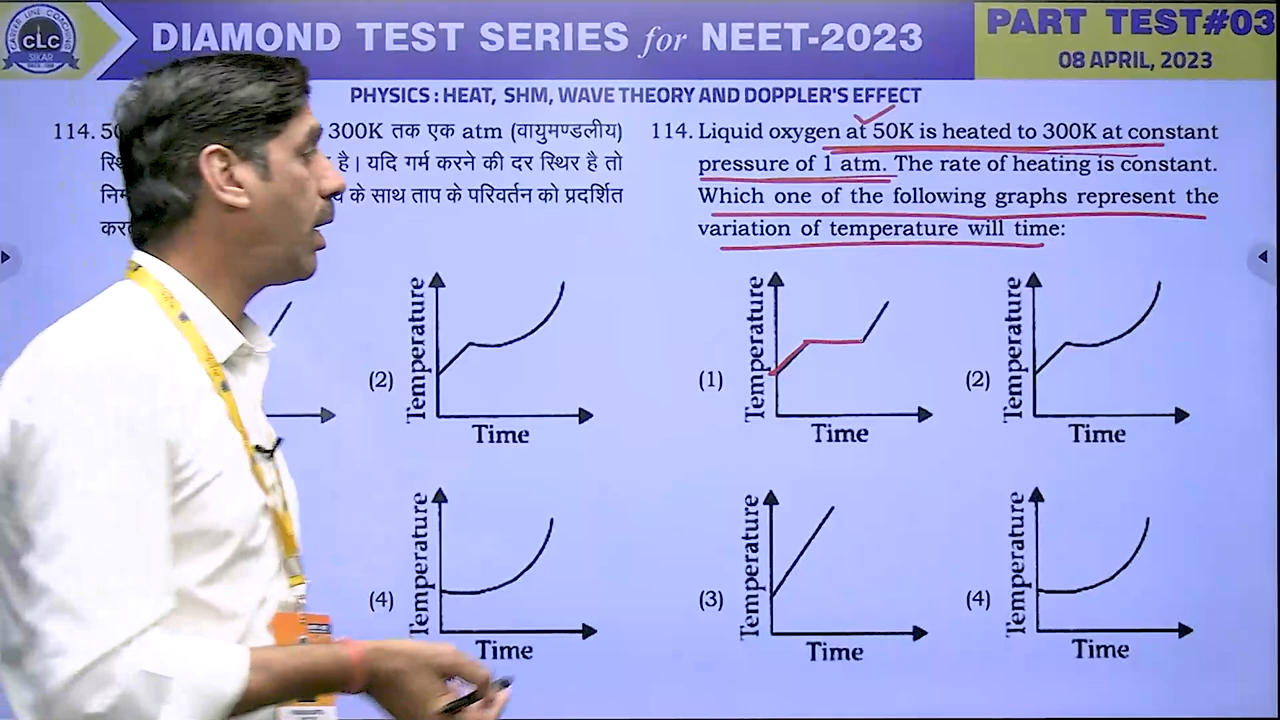 CLC
SIKAR
DIAMOND TEST SERIES for NEET-2023
PART TEST#03
08 APRIL, 2023
PHYSICS : HEAT, SHM, WAVE THEORY AND DOPPLER'S EFFECT
114. 50 300K तक एक atm (वायुमण्डलीय)
है। यदि गर्म करने की दर स्थिर है तो
के साथ ताप के परिवर्तन को प्रदर्शित
114. Liquid oxygen at 50K is heated to 300K at constant
pressure of 1 atm. The rate of heating is constant.
Which one of the following graphs represent the
variation of temperature will time:
(2)
Temperature
Time
(4)
Temperature
Time
(1)
Temperature
Time
(2)
Temperature
Time
(3)
Temperature
Time
(4)
Temperature
Time